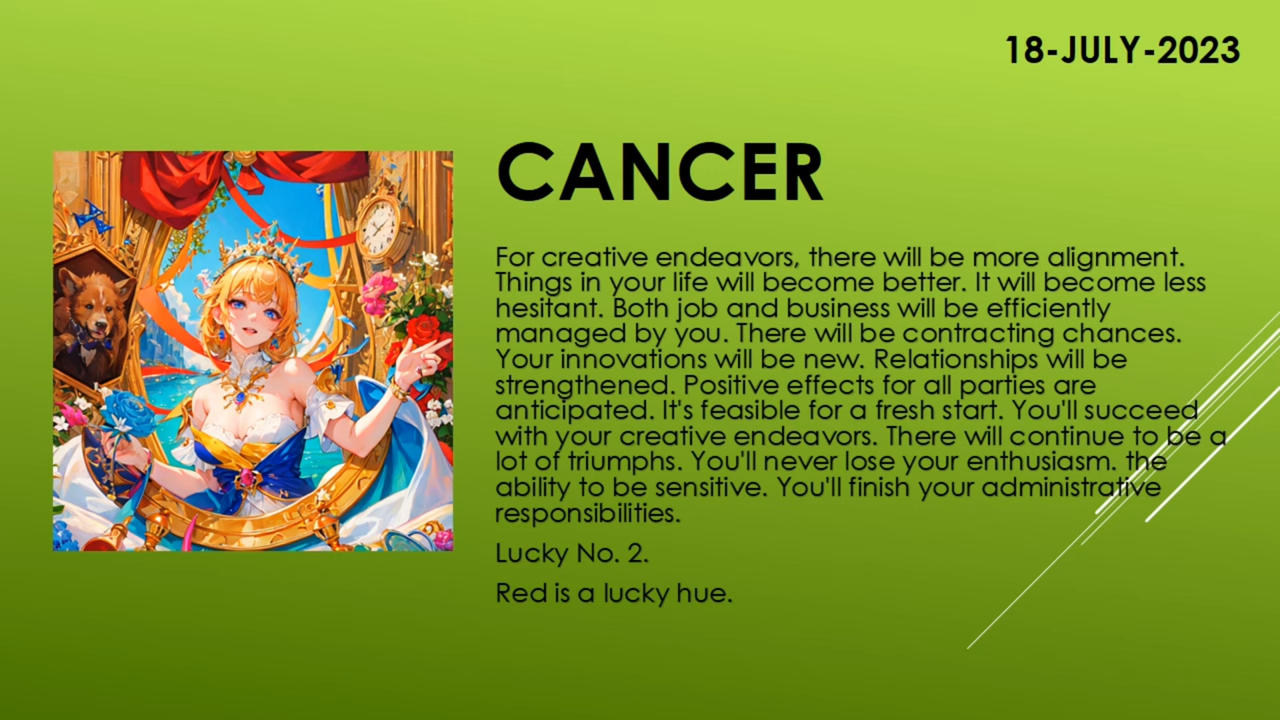 18-JULY-2023
CANCER
For creative endeavors, there will be more alignment.
Things in your life will become better. It will become less
hesitant. Both job and business will be efficiently
managed by you. There will be contracting chances.
Your innovations will be new. Relationships will be
strengthened. Positive effects for all parties are
anticipated. It's feasible for a fresh start. You'll succeed
with your creative endeavors. There will continue to be a
lot of triumphs. You'll never lose your enthusiasm. the
ability to be sensitive. You'll finish your administrative
responsibilities.
Lucky No. 2.
Red is a lucky hue.